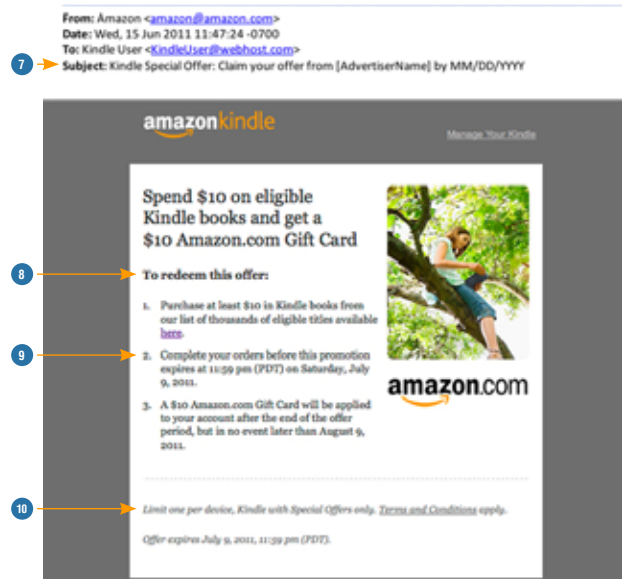 From: Amazon <amazon@amazon.com>
Date: Wed, 15 Jun 2011 11:47:24 -0700
To: Kindle User <KindleUser@webhost.com>
7 Subject: Kindle Special Offer: Claim your offer from [AdvertiserName] by MM/DD/YYYY
amazonkindle
Manage Your Kindle
Spend $10 on eligible
Kindle books and get a
$10 Amazon.com Gift Card
8 To redeem this offer:
1. Purchase at least $10 in Kindle books from
our list of thousands of eligible titles available
here.
9 2. Complete your orders before this promotion
expires at 11:59 pm (PDT) on Saturday, July
9, 2011.
3. A $10 Amazon.com Gift Card will be applied
to your account after the end of the offer
period, but in no event later than August 9,
2011.
amazon.com
10 Limit one per device, Kindle with Special Offers only. Terms and Conditions apply.
Offer expires July 9, 2011, 11:59 pm (PDT).